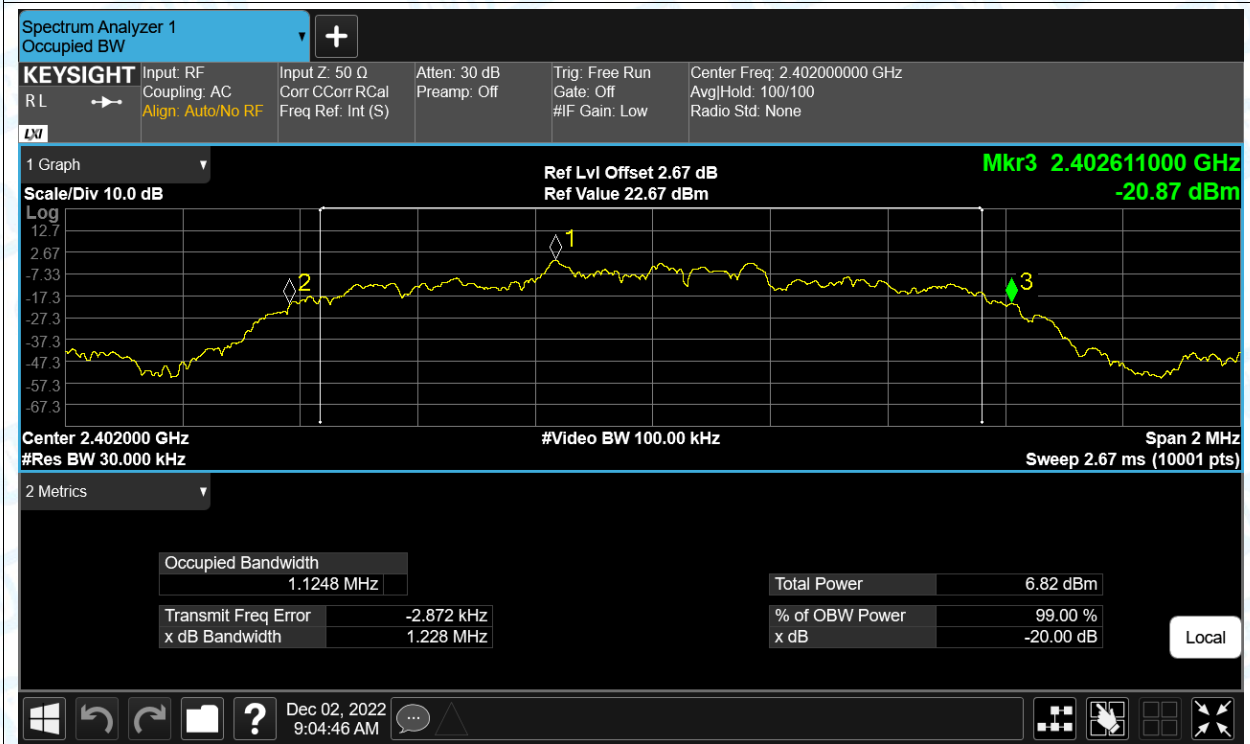 Spectrum Analyzer 1
Occupied BW
KEYSIGHT
R L
LXI
Input: RF
Coupling: AC
Align: Auto/No RF
Input Z: 50 Ω
Corr CCorr RCal
Freq Ref: Int (S)
Atten: 30 dB
Preamp: Off
Trig: Free Run
Gate: Off
#IF Gain: Low
Center Freq: 2.402000000 GHz
Avg|Hold: 100/100
Radio Std: None
1 Graph
Scale/Div 10.0 dB
Ref Lvl Offset 2.67 dB
Ref Value 22.67 dBm
Mkr3 2.402611000 GHz
-20.87 dBm
Log
12.7
2.67
-7.33
-17.3
-27.3
-37.3
-47.3
-57.3
-67.3
1
2
3
Center 2.402000 GHz
#Video BW 100.00 kHz
Span 2 MHz
#Res BW 30.000 kHz
Sweep 2.67 ms (10001 pts)
2 Metrics
Occupied Bandwidth
1.1248 MHz
Transmit Freq Error -2.872 kHz
x dB Bandwidth 1.228 MHz
Total Power 6.82 dBm
% of OBW Power 99.00 %
x dB -20.00 dB
Local
?
Dec 02, 2022
9:04:46 AM